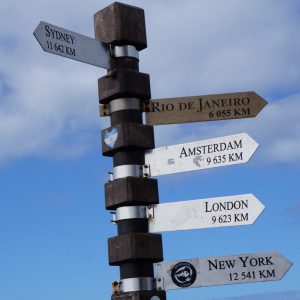 SYDNEY
11 642 KM
RIO DE JANEIRO
6 055 KM
AMSTERDAM
9 635 KM
LONDON
9 623 KM
NEW YORK
12 541 KM